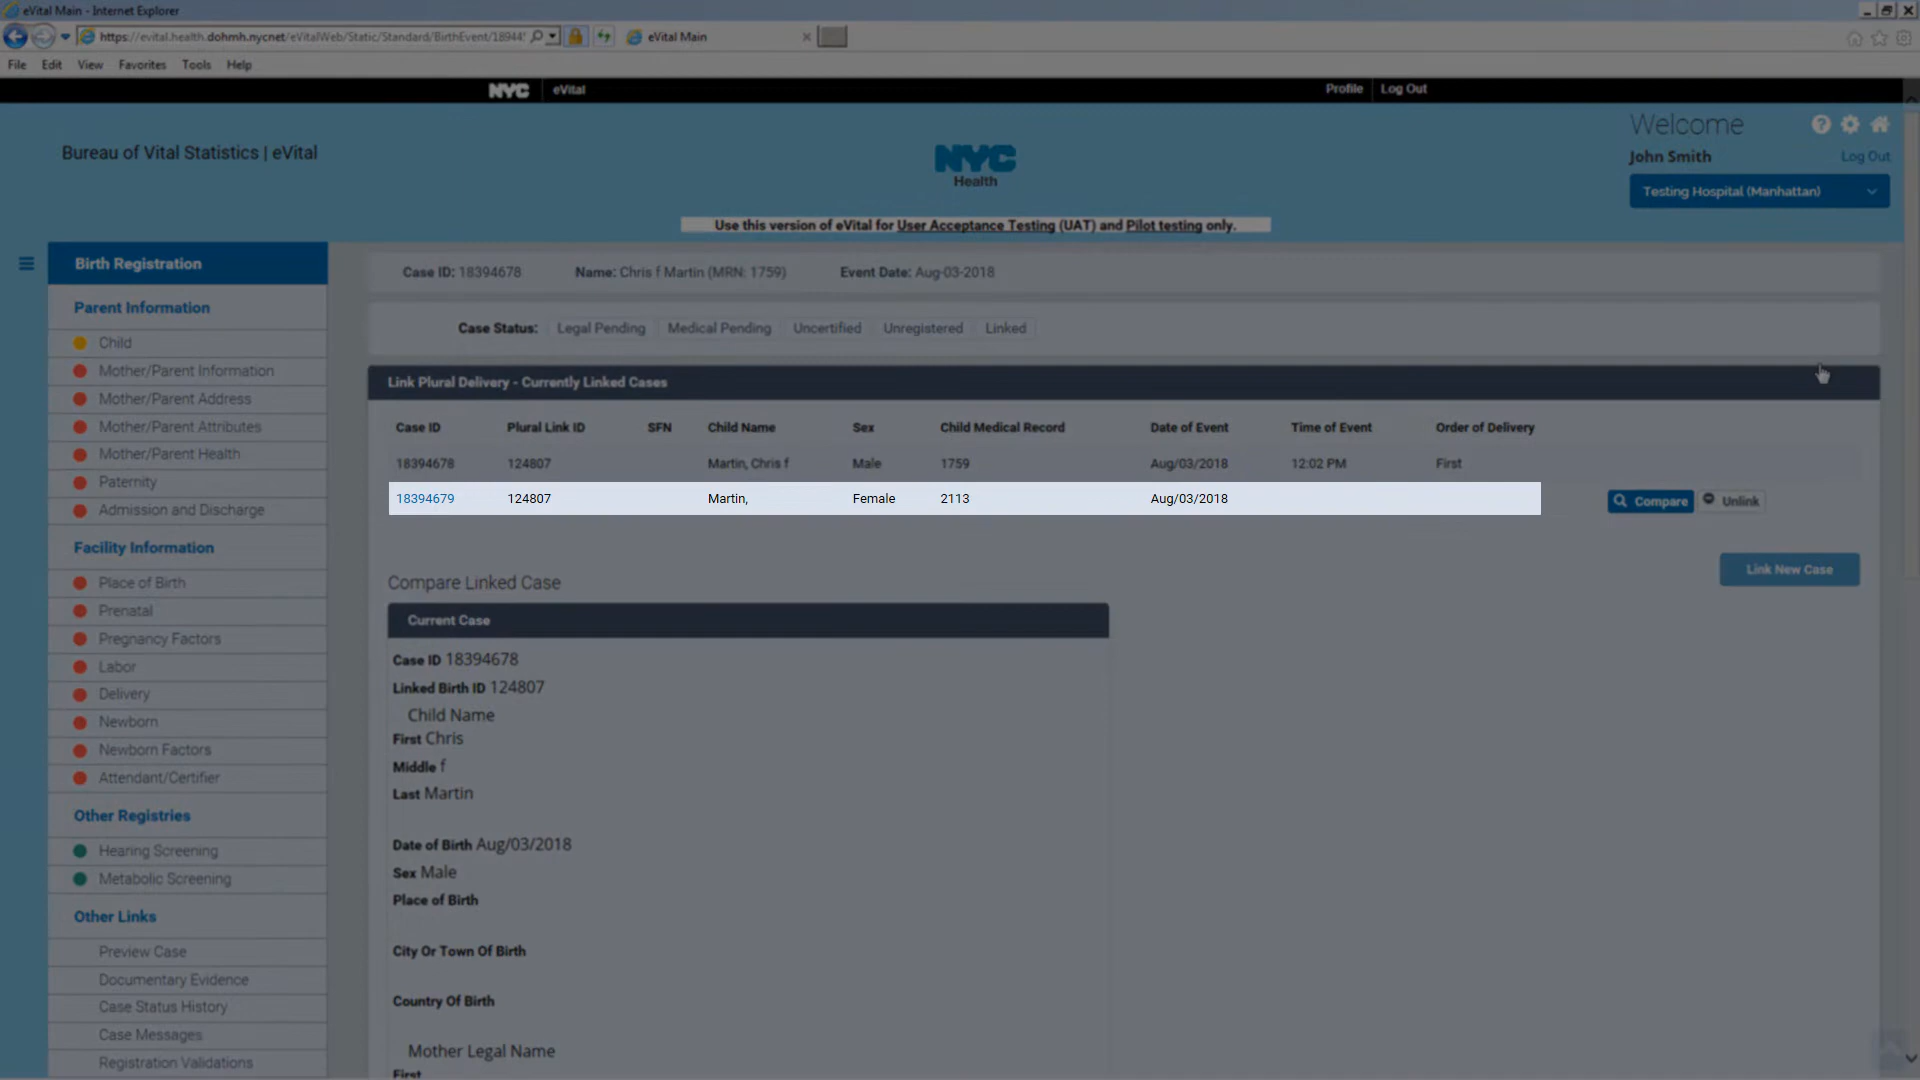 eVital Main - Internet Explorer
eVital Main
File Edit View Favorites Tools Help
NYC eVital Profile Log Out
Bureau of Vital Statistics | eVital
NYC
Health
Welcome
John Smith Log Out
Testing Hospital (Manhattan)
Use this version of eVital for User Acceptance Testing (UAT) and Pilot testing only.
Birth Registration
Parent Information
Child
Mother/Parent Information
Mother/Parent Address
Mother/Parent Attributes
Mother/Parent Health
Paternity
Admission and Discharge
Facility Information
Place of Birth
Prenatal
Pregnancy Factors
Labor
Delivery
Newborn
Newborn Factors
Attendant/Certifier
Other Registries
Hearing Screening
Metabolic Screening
Other Links
Preview Case
Documentary Evidence
Case Status History
Case Messages
Registration Validations
Case ID: 18394678 Name: Chris f Martin (MRN: 1759) Event Date: Aug-03-2018
Case Status: Legal Pending Medical Pending Uncertified Unregistered Linked
Link Plural Delivery - Currently Linked Cases
Case ID Plural Link ID SFN Child Name Sex Child Medical Record Date of Event Time of Event Order of Delivery
18394678 124807 Martin, Chris f Male 1759 Aug/03/2018 12:02 PM First
18394679 124807 Martin, Female 2113 Aug/03/2018 Compare Unlink
Link New Case
Compare Linked Case
Current Case
Case ID 18394678
Linked Birth ID 124807
Child Name
First Chris
Middle f
Last Martin
Date of Birth Aug/03/2018
Sex Male
Place of Birth
City Or Town Of Birth
Country Of Birth
Mother Legal Name
First